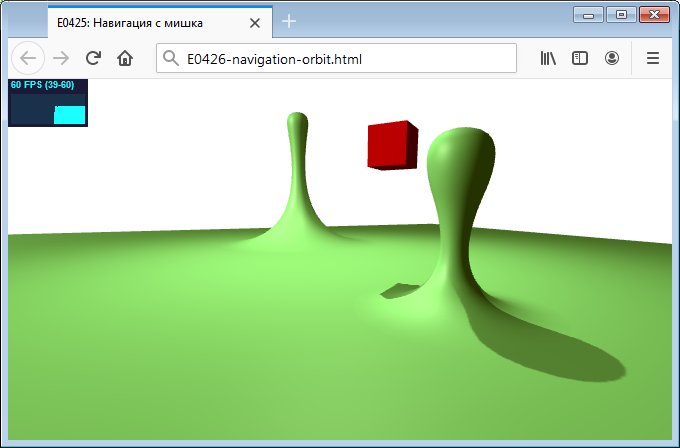 E0425: Навигация с мишка
E0426-navigation-orbit.html
60 FPS (39-60)